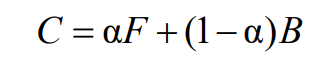 C = αF + (1 − α)B